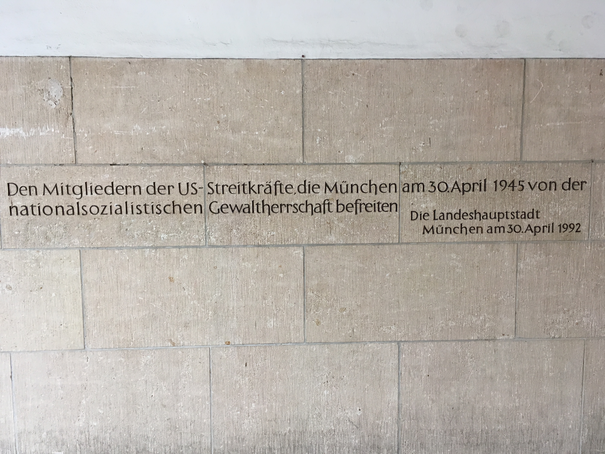 Den Mitgliedern der US-Streitkräfte, die München am 30. April 1945 von der
nationalsozialistischen Gewaltherrschaft befreiten
Die Landeshauptstadt
München am 30. April 1992